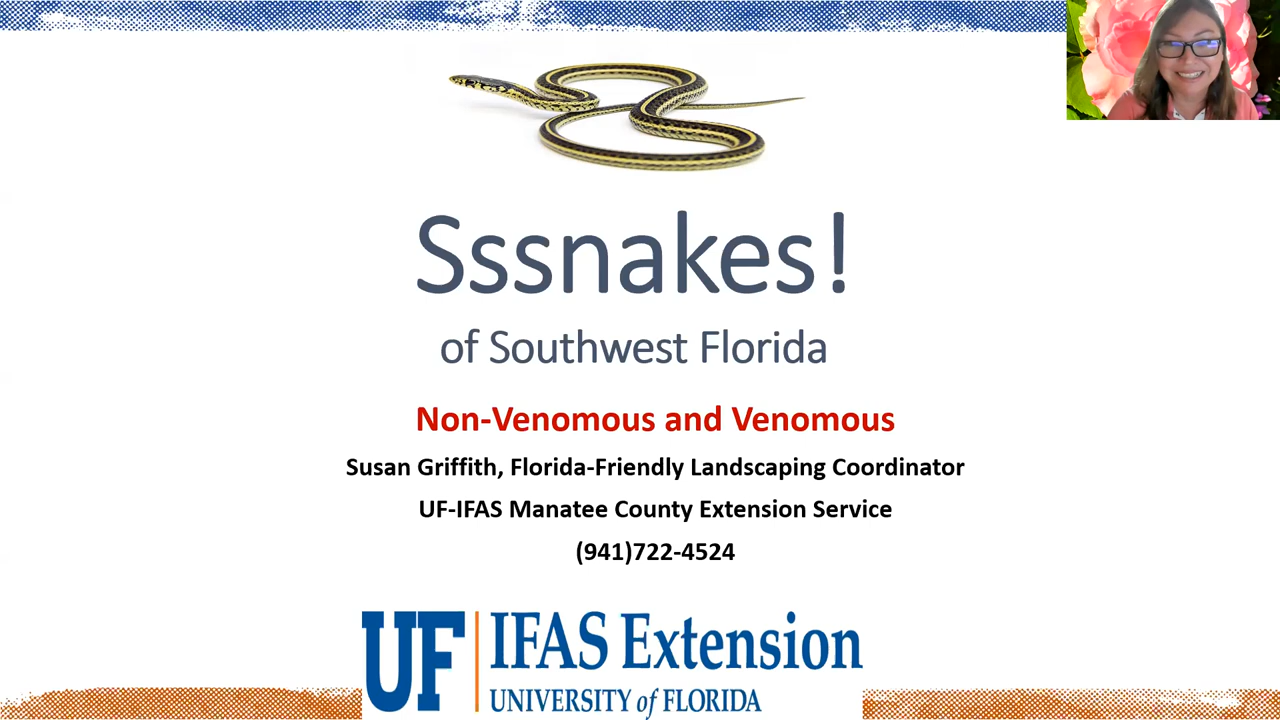 Sssnakes!
of Southwest Florida
Non-Venomous and Venomous
Susan Griffith, Florida-Friendly Landscaping Coordinator
UF-IFAS Manatee County Extension Service
(941)722-4524
UF IFAS Extension
UNIVERSITY of FLORIDA